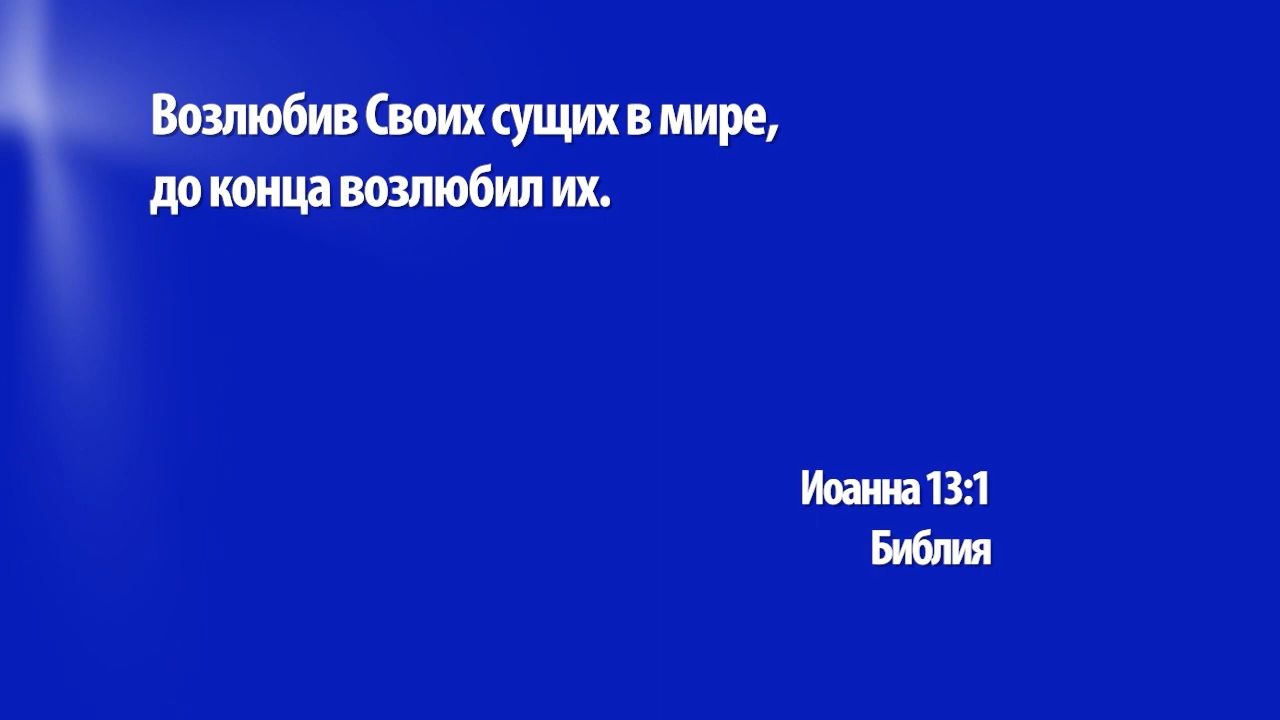 Возлюбив Своих сущих в мире,
до конца возлюбил их.
Иоанна 13:1
Библия